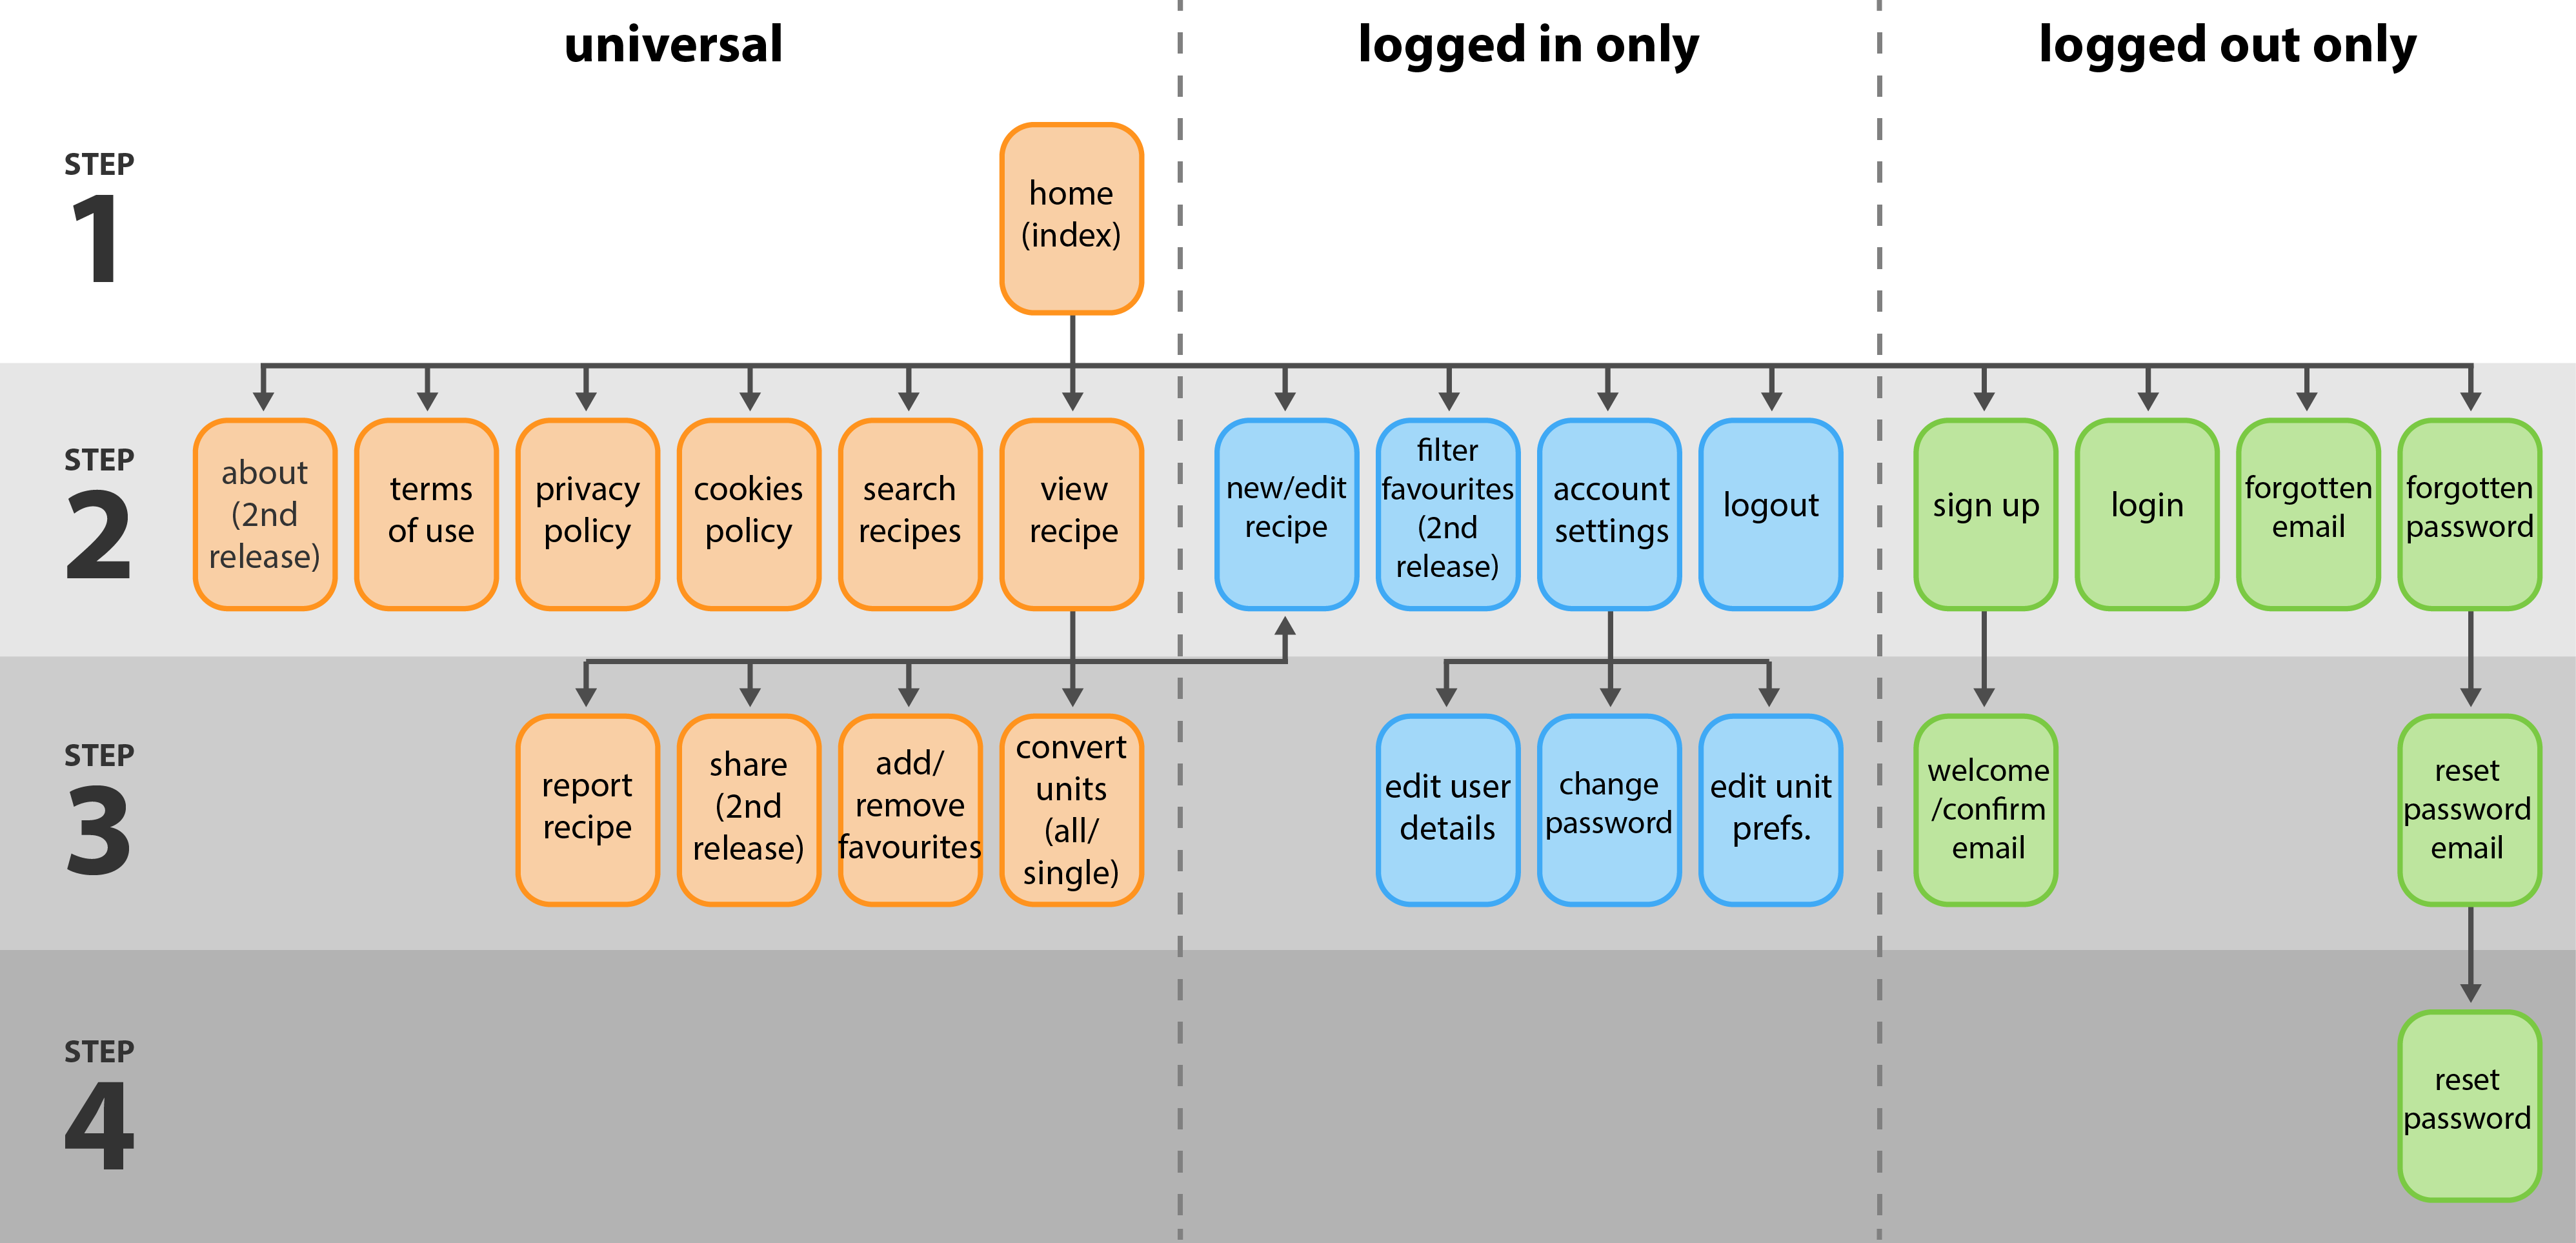 universal
logged in only
logged out only
STEP
1
home
(index)
STEP
2
about
(2nd
release)
terms
of use
privacy
policy
cookies
policy
search
recipes
view
recipe
new/edit
recipe
filter
favourites
(2nd
release)
account
settings
logout
sign up
login
forgotten
email
forgotten
password
STEP
3
report
recipe
share
(2nd
release)
add/
remove
favourites
convert
units
(all/
single)
edit user
details
change
password
edit unit
prefs.
welcome
/confirm
email
reset
password
email
STEP
4
reset
password